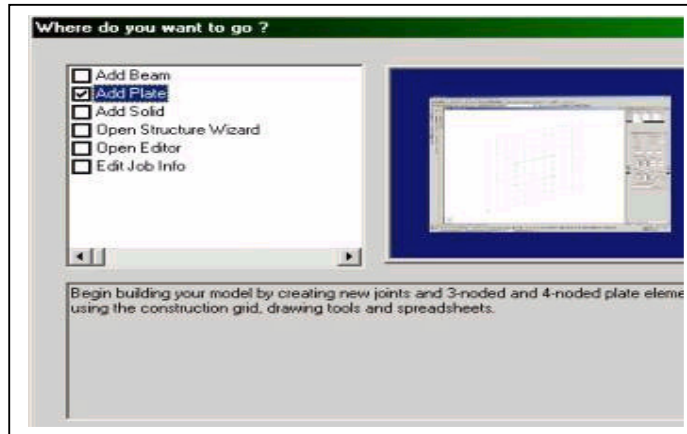 Where do you want to go ?
Add Beam
Add Plate
Add Solid
Open Structure Wizard
Open Editor
Edit Job Info
Begin building your model by creating new joints and 3-noded and 4-noded plate eleme
using the construction grid, drawing tools and spreadsheets.